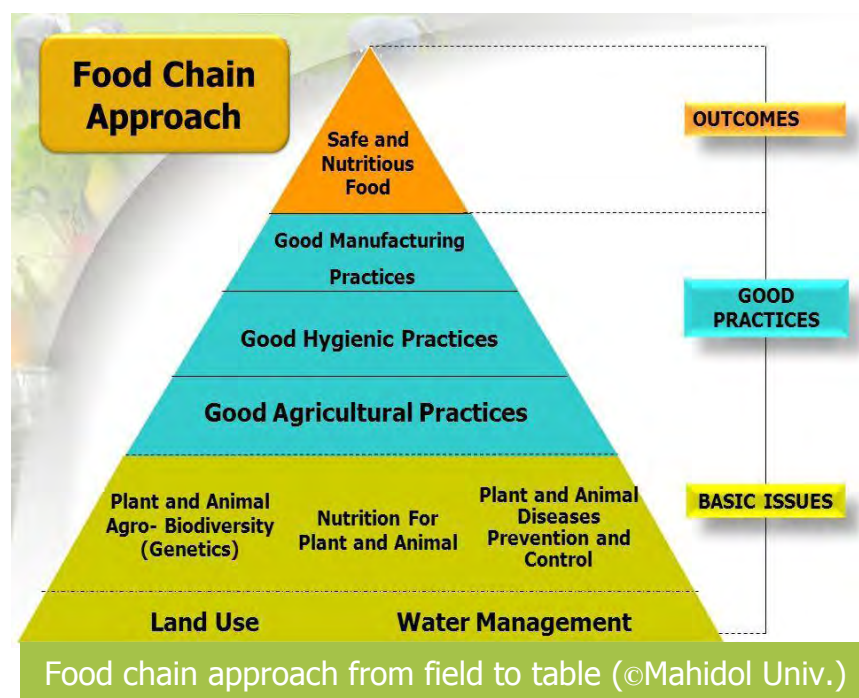 Food Chain
Approach
Safe and
Nutritious
Food
OUTCOMES
Good Manufacturing
Practices
GOOD
PRACTICES
Good Hygienic Practices
Good Agricultural Practices
Plant and Animal
Agro- Biodiversity
(Genetics)
Nutrition For
Plant and Animal
Plant and Animal
Diseases
Prevention and
Control
BASIC ISSUES
Land Use
Water Management
Food chain approach from field to table (©Mahidol Univ.)